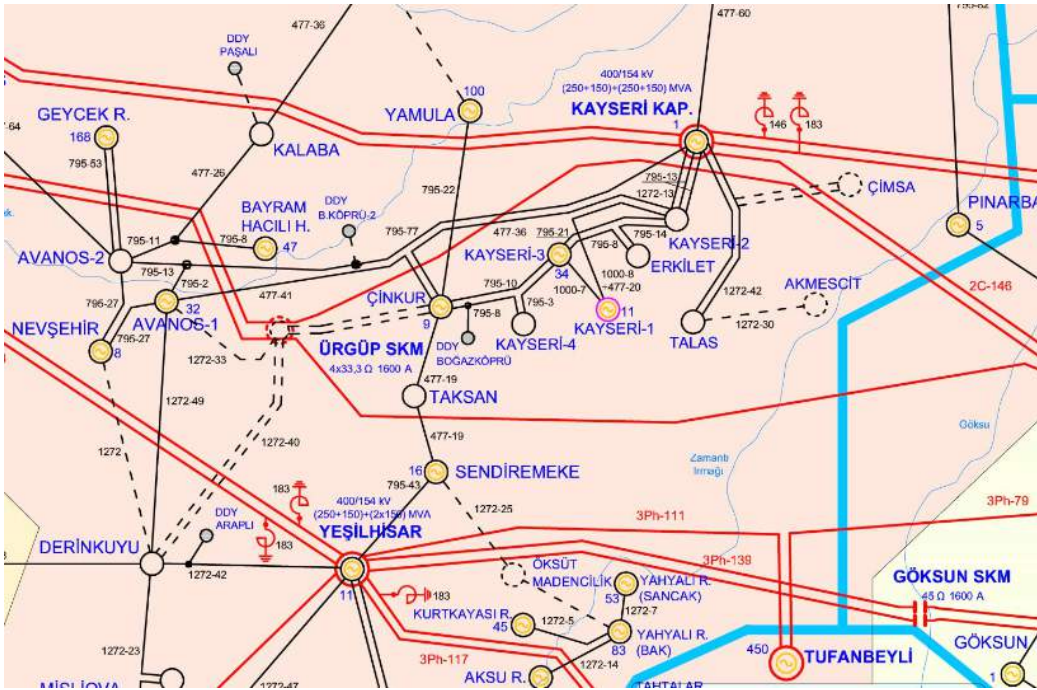 477-36
477-60
DDY
PAŞALI
400/154 kV
(250+150)+(250+150) MVA
KAYSERİ KAP.
1
100
YAMULA
146
183
GEYCEK R.
168
KALABA
795-53
477-26
795-22
795-13
1272-13
ÇİMSA
DDY
B.KÖPRÜ-2
BAYRAM
HACILI H.
47
795-11
795-8
795-77
477-36
795-21
795-8
795-14
KAYSERİ-2
PINARBA
5
AVANOS-2
KAYSERİ-3
34
ERKİLET
795-13
795-2
477-41
795-10
1000-8
1000-7
+477-20
1272-42
AKMESCİT
2C-146
795-27
32
AVANOS-1
ÇİNKUR
9
795-8
795-3
11
KAYSERİ-1
NEVŞEHİR
8
795-27
1272-33
ÜRGÜP SKM
4x33,3 Ω 1600 A
DDY
BOĞAZKÖPRÜ
KAYSERİ-4
TALAS
1272-30
477-19
TAKSAN
1272-49
1272
1272-40
477-19
Göksu
Zamantı
Irmağı
16
SENDİREMEKE
795-43
183
400/154 kV
(250+150)+(2x150) MVA
YEŞİLHİSAR
1272-25
3Ph-111
3Ph-79
DDY
ARAPLI
183
DERİNKUYU
1272-42
11
ÖKSÜT
MADENCİLİK
3Ph-139
GÖKSUN SKM
45 Ω 1600 A
183
53
YAHYALI R.
(SANCAK)
KURTKAYASI R.
45
1272-5
1272-7
YAHYALI R.
(BAK)
83
1272-23
3Ph-117
1272-14
450
TUFANBEYLİ
GÖKSUN
1
AKSU R.
1272-47